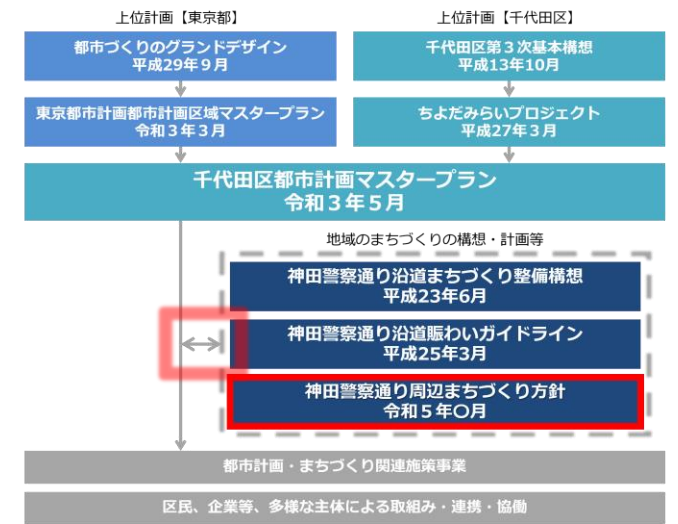 上位計画【東京都】
上位計画【千代田区】
都市づくりのグランドデザイン
平成29年９月
千代田区第３次基本構想
平成13年10月
東京都市計画都市計画区域マスタープラン
令和３年３月
ちよだみらいプロジェクト
平成27年３月
千代田区都市計画マスタープラン
令和３年５月
地域のまちづくりの構想・計画等
神田警察通り沿道まちづくり整備構想
平成23年6月
神田警察通り沿道賑わいガイドライン
平成25年3月
神田警察通り周辺まちづくり方針
令和５年〇月
都市計画・まちづくり関連施策事業
区民、企業等、多様な主体による取組み・連携・協働